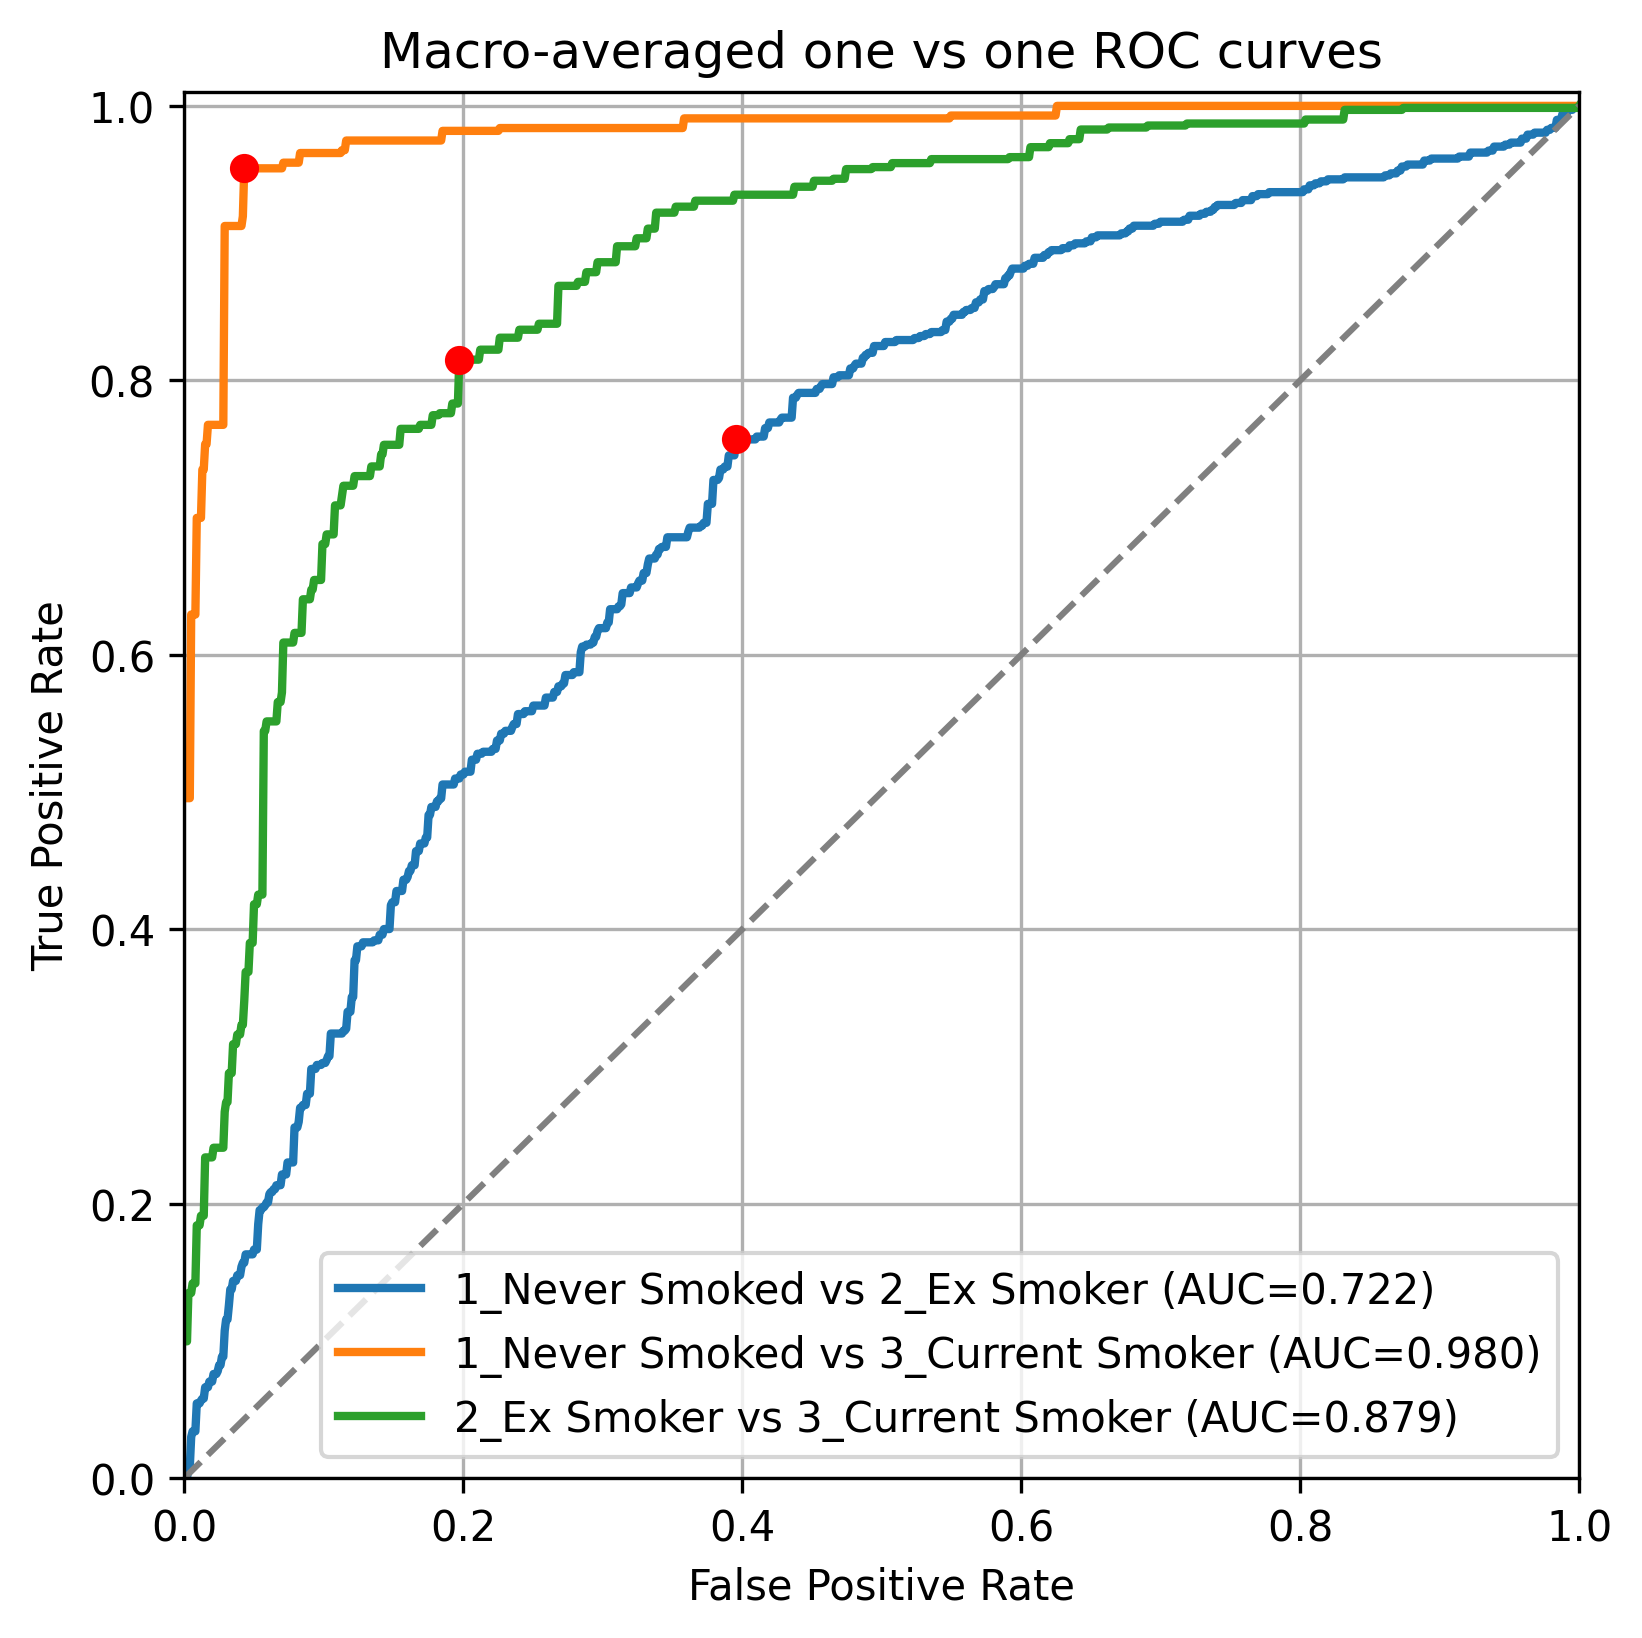 Macro-averaged one vs one ROC curves
1.0
0.8
0.6
0.4
0.2
0.0
True Positive Rate
1_Never Smoked vs 2_Ex Smoker (AUC=0.722)
1_Never Smoked vs 3_Current Smoker (AUC=0.980)
2_Ex Smoker vs 3_Current Smoker (AUC=0.879)
0.0 0.2 0.4 0.6 0.8 1.0
False Positive Rate